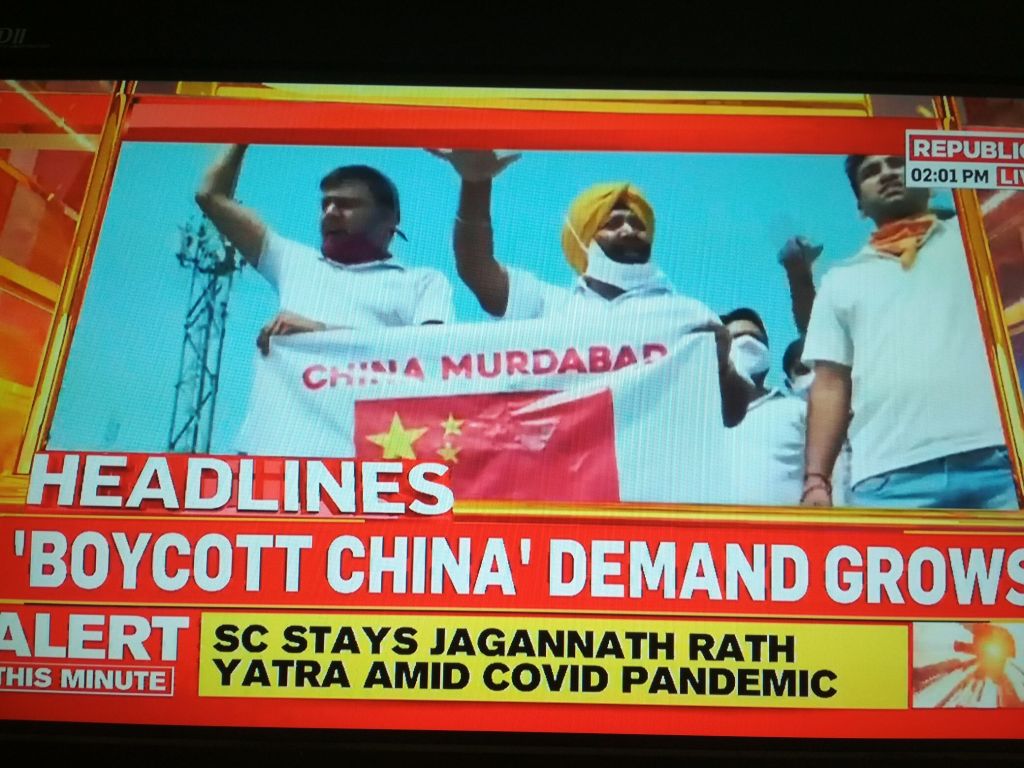 REPUBLIC
02:01 PM LIV
CHINA MURDABAD
HEADLINES
'BOYCOTT CHINA' DEMAND GROWS
ALERT
THIS MINUTE
SC STAYS JAGANNATH RATH
YATRA AMID COVID PANDEMIC